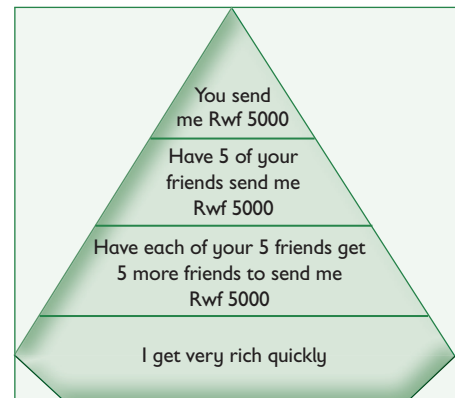 You send
me Rwf 5000
Have 5 of your
friends send me
Rwf 5000
Have each of your 5 friends get
5 more friends to send me
Rwf 5000
I get very rich quickly